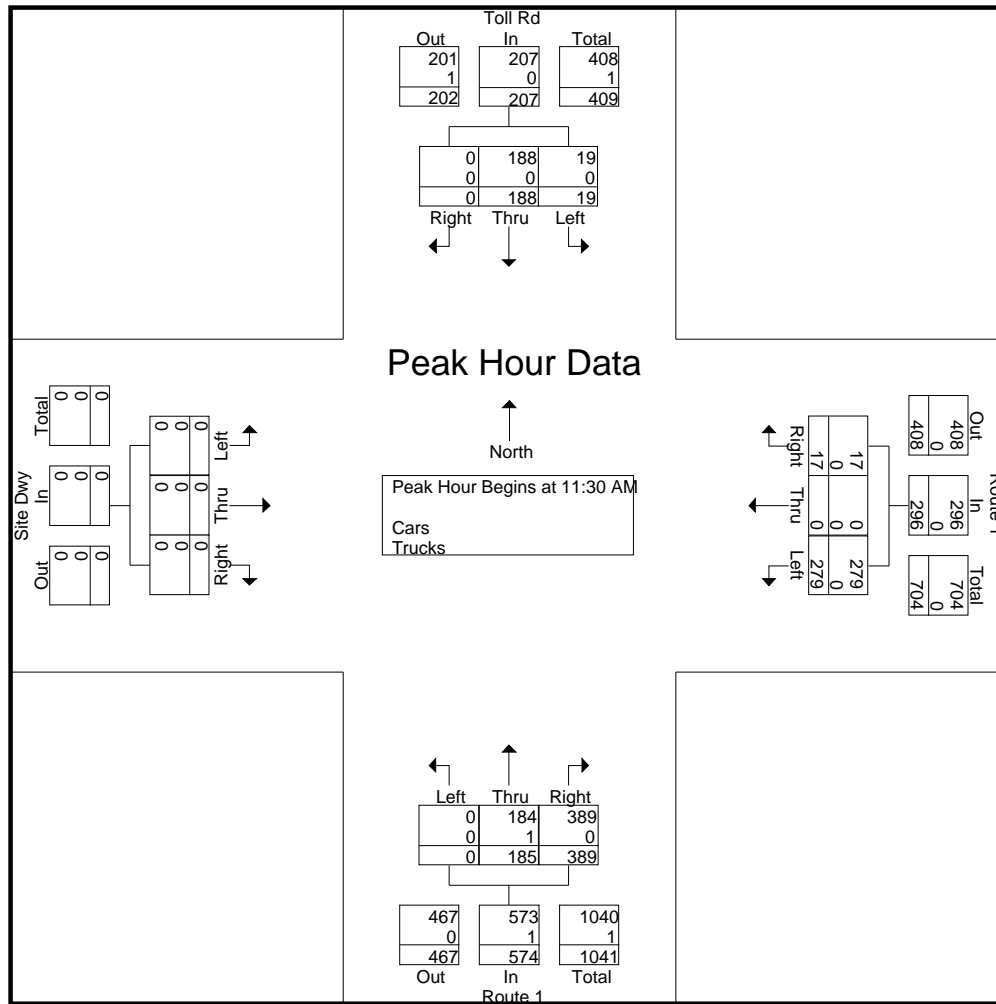 Toll Rd
Out In Total
201 207 408
1 0 1
202 207 409
0 188 19
0 0 0
0 188 19
Right Thru Left
Peak Hour Data
North
Peak Hour Begins at 11:30 AM
Cars
Trucks
Site Dwy
Total In Out
0 0 0
0 0 0
0 0 0
Left Thru Right
0 0 0
0 0 0
0 0 0
Route 1
Out In Total
408 296 704
0 0 0
408 296 704
Right Thru Left
17 0 279
0 0 0
17 0 279
Left Thru Right
0 184 389
0 1 0
0 185 389
467 573 1040
0 1 1
467 574 1041
Out In Total
Route 1